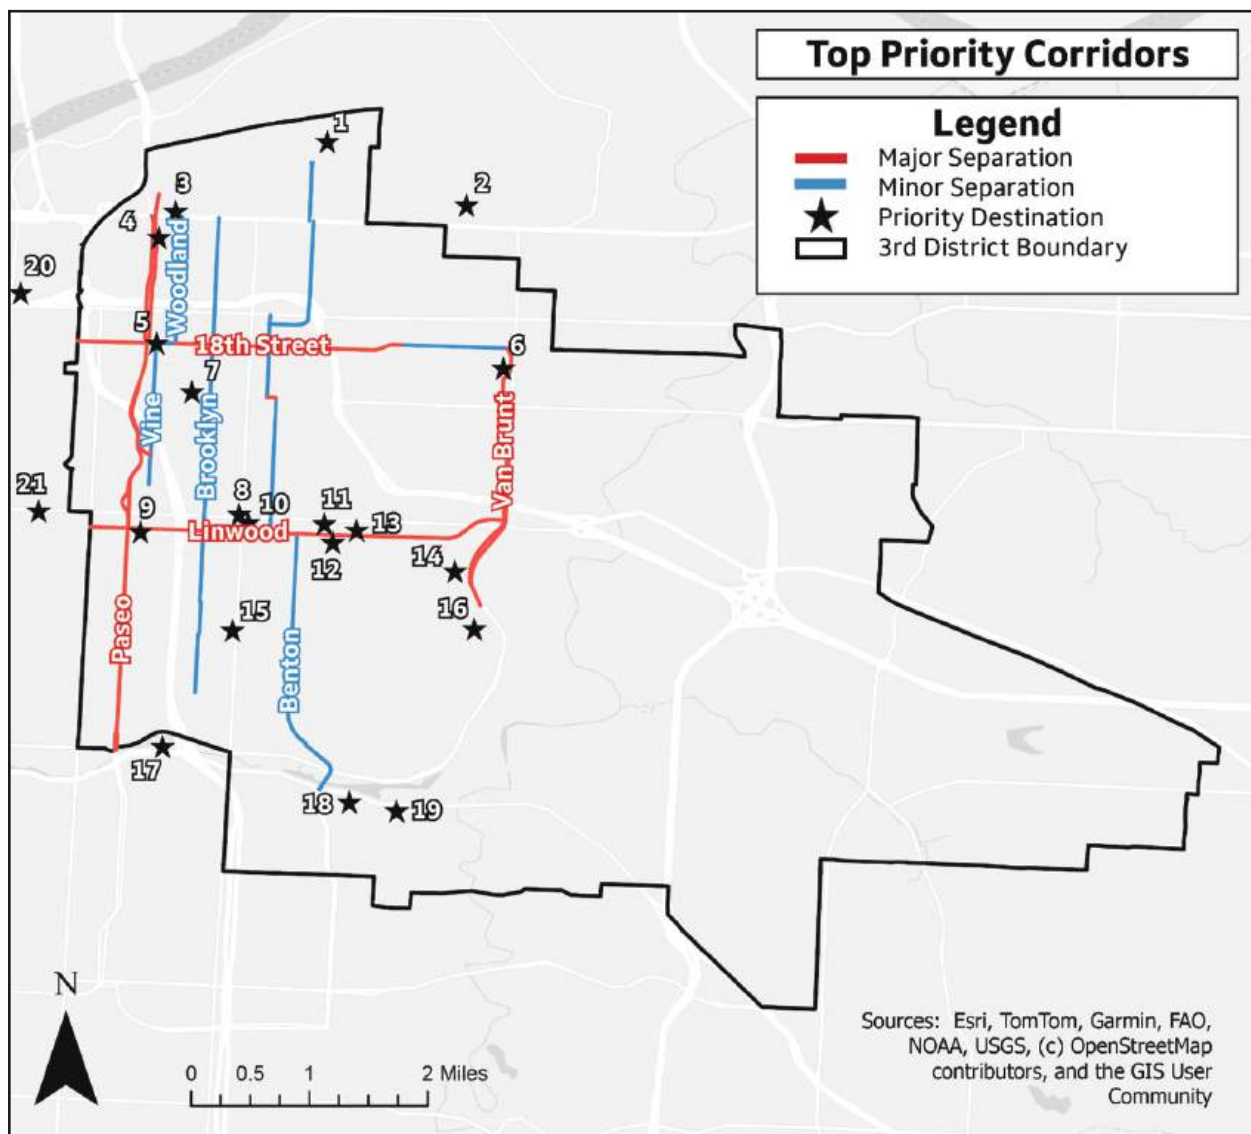 Top Priority Corridors
Legend
Major Separation
Minor Separation
Priority Destination
3rd District Boundary
1
2
3
4
Woodland
20
5
18th Street
6
7
Vine
Brooklyn
Van Brunt
21
8
10
11
9
Linwood
13
12
14
15
16
Paseo
Benton
17
18
19
N
0 0.5 1 2 Miles
Sources: Esri, TomTom, Garmin, FAO,
NOAA, USGS, (c) OpenStreetMap
contributors, and the GIS User
Community